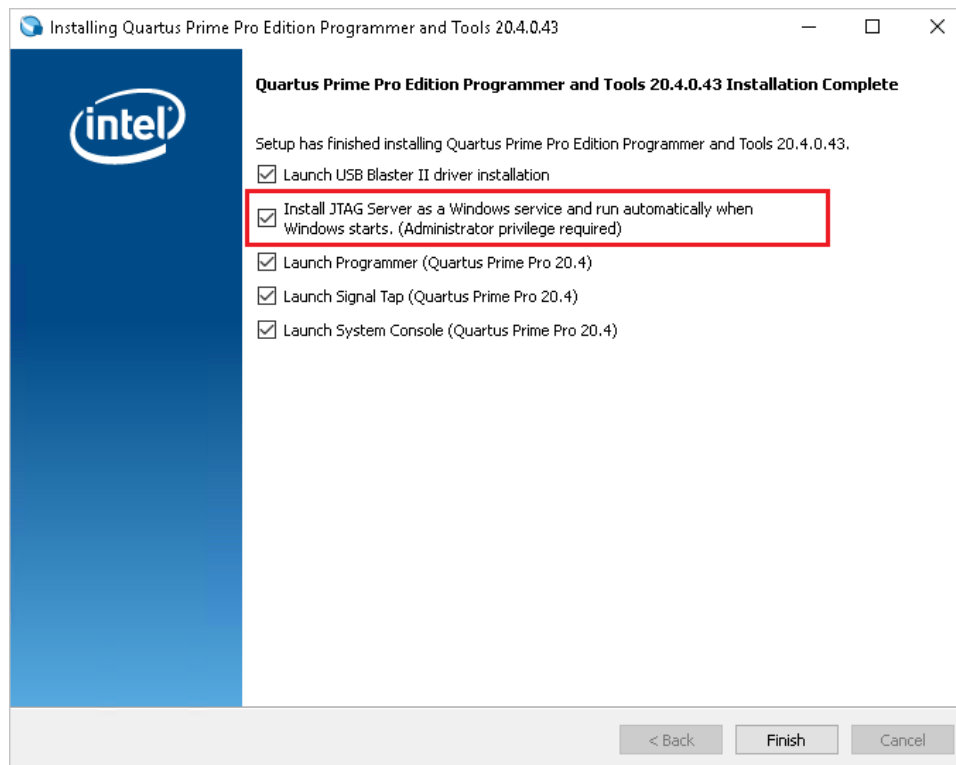 Installing Quartus Prime Pro Edition Programmer and Tools 20.4.0.43
intel
Quartus Prime Pro Edition Programmer and Tools 20.4.0.43 Installation Complete
Setup has finished installing Quartus Prime Pro Edition Programmer and Tools 20.4.0.43.
Launch USB Blaster II driver installation
Install JTAG Server as a Windows service and run automatically when
Windows starts. (Administrator privilege required)
Launch Programmer (Quartus Prime Pro 20.4)
Launch Signal Tap (Quartus Prime Pro 20.4)
Launch System Console (Quartus Prime Pro 20.4)
< Back Finish Cancel